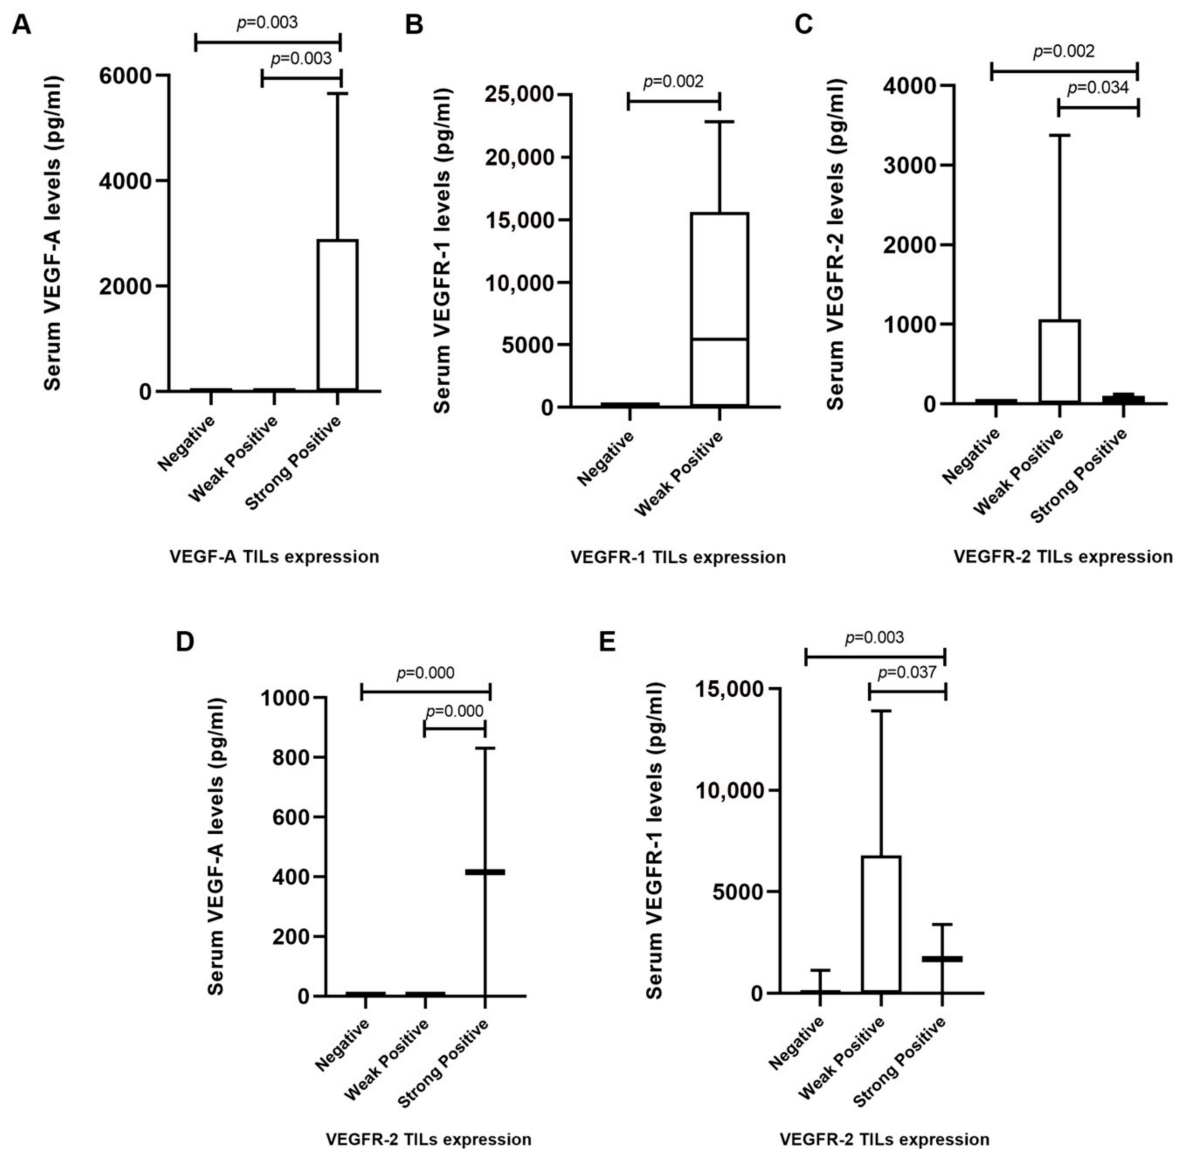 A
p=0.003
p=0.003
Serum VEGF-A levels (pg/ml)
6000
4000
2000
0
Negative
Weak Positive
Strong Positive
VEGF-A TILs expression
B
p=0.002
Serum VEGFR-1 levels (pg/ml)
25,000
20,000
15,000
10,000
5000
0
Negative
Weak Positive
VEGFR-1 TILs expression
C
p=0.002
p=0.034
Serum VEGFR-2 levels (pg/ml)
4000
3000
2000
1000
0
Negative
Weak Positive
Strong Positive
VEGFR-2 TILs expression
D
p=0.000
p=0.000
Serum VEGF-A levels (pg/ml)
1000
800
600
400
200
0
Negative
Weak Positive
Strong Positive
VEGFR-2 TILs expression
E
p=0.003
p=0.037
Serum VEGFR-1 levels (pg/ml)
15,000
10,000
5000
0
Negative
Weak Positive
Strong Positive
VEGFR-2 TILs expression